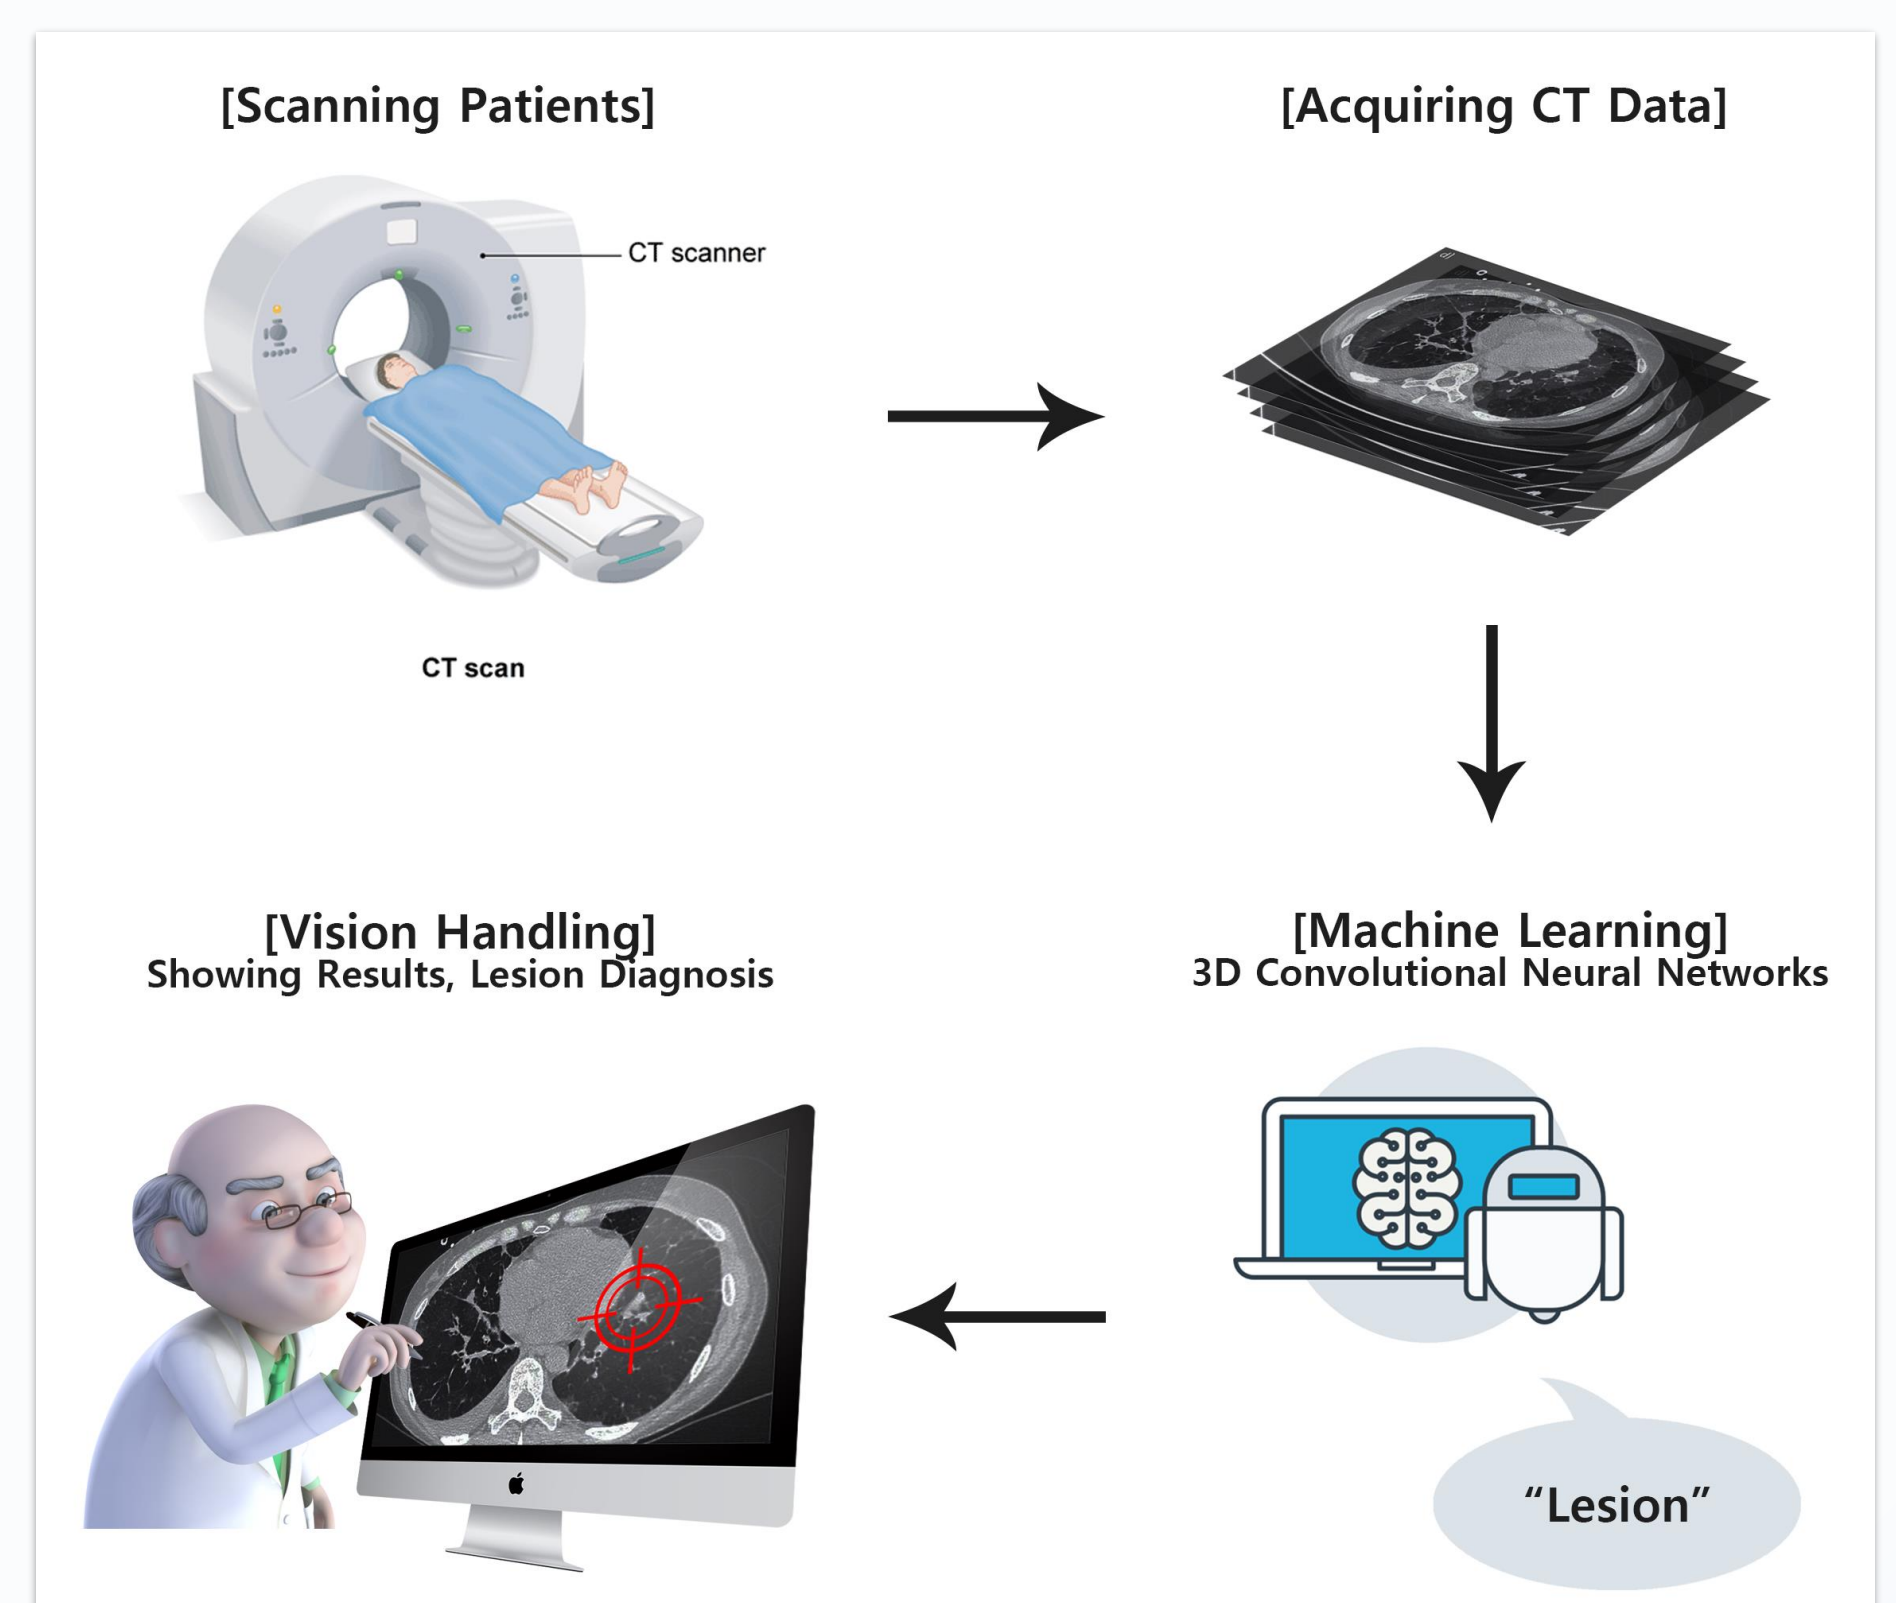 [Scanning Patients]
[Acquiring CT Data]
CT scanner
CT scan
[Machine Learning]
3D Convolutional Neural Networks
“Lesion”
[Vision Handling]
Showing Results, Lesion Diagnosis